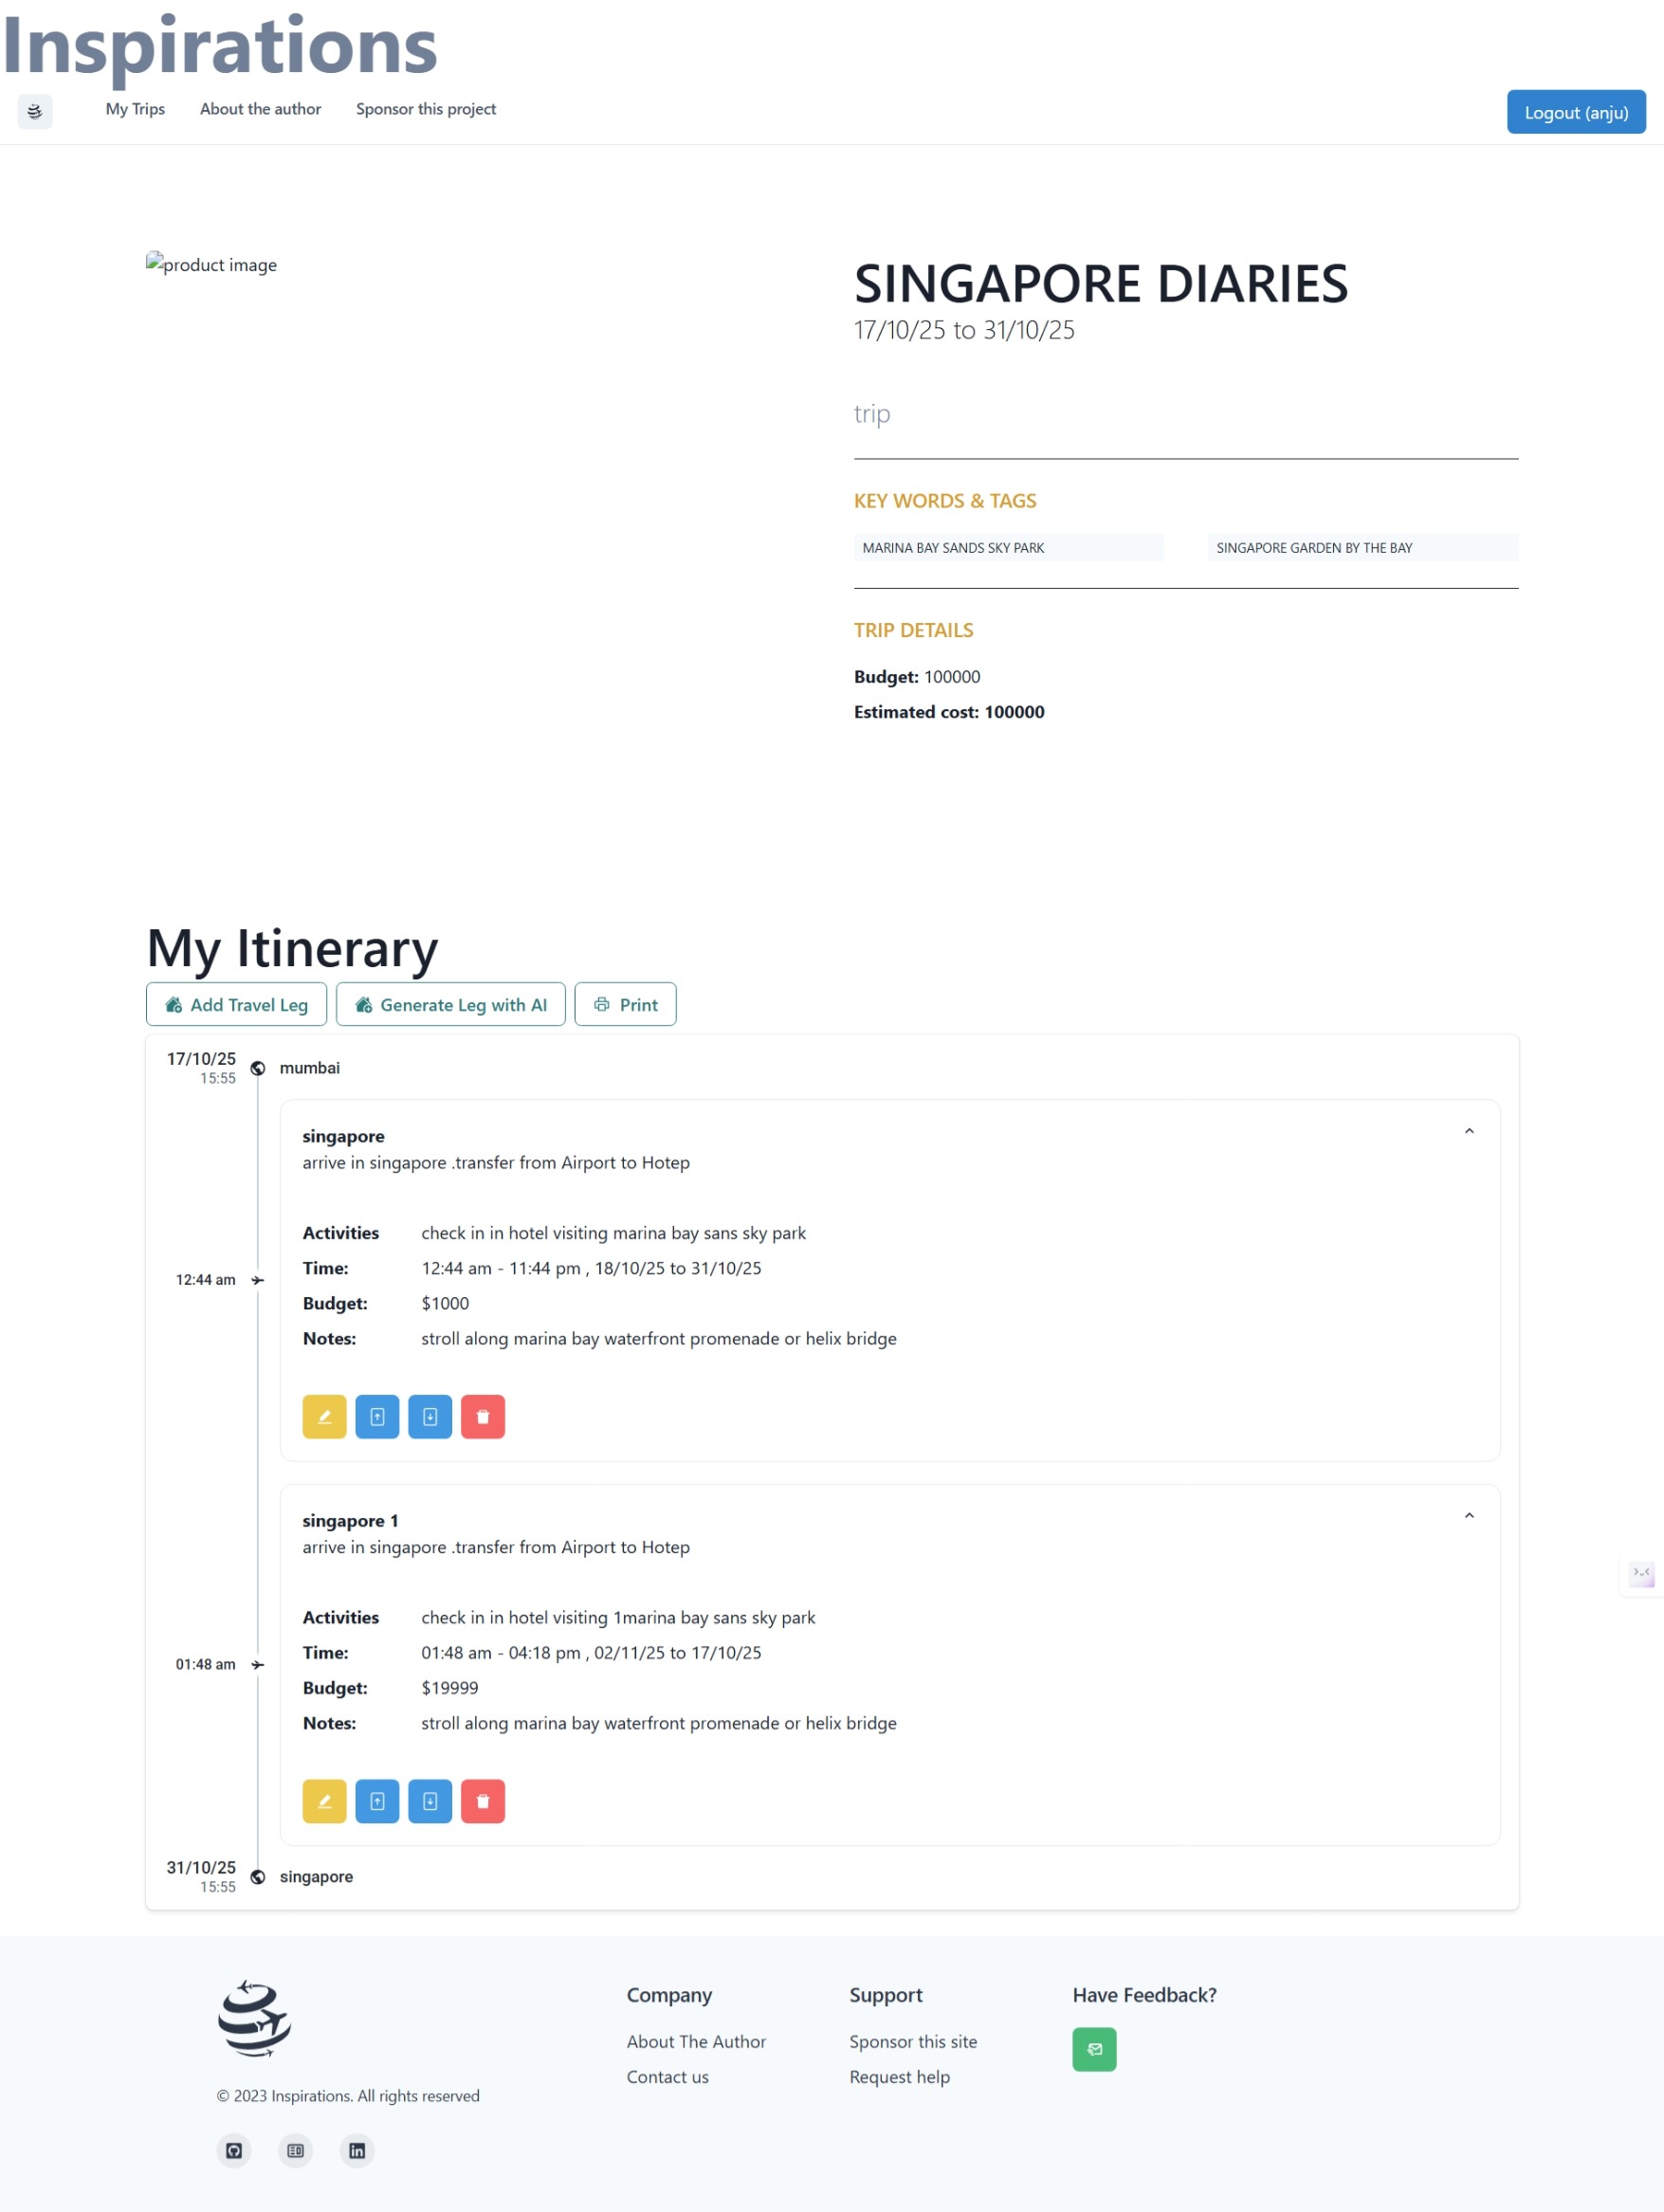 Inspirations
My Trips
About the author
Sponsor this project
Logout (anju)
product image
SINGAPORE DIARIES
17/10/25 to 31/10/25
trip
KEY WORDS & TAGS
MARINA BAY SANDS SKY PARK
SINGAPORE GARDEN BY THE BAY
TRIP DETAILS
Budget: 100000
Estimated cost: 100000
My Itinerary
Add Travel Leg
Generate Leg with AI
Print
17/10/25
15:55
mumbai
singapore
arrive in singapore .transfer from Airport to Hotep
Activities check in in hotel visiting marina bay sans sky park
Time: 12:44 am - 11:44 pm , 18/10/25 to 31/10/25
12:44 am
Budget: $1000
Notes: stroll along marina bay waterfront promenade or helix bridge
singapore 1
arrive in singapore .transfer from Airport to Hotep
Activities check in in hotel visiting 1marina bay sans sky park
Time: 01:48 am - 04:18 pm , 02/11/25 to 17/10/25
01:48 am
Budget: $19999
Notes: stroll along marina bay waterfront promenade or helix bridge
31/10/25
15:55
singapore
© 2023 Inspirations. All rights reserved
Company
About The Author
Contact us
Support
Sponsor this site
Request help
Have Feedback?